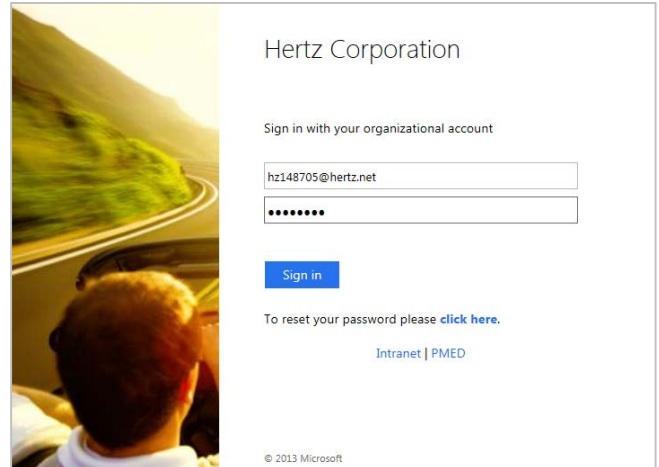 Hertz Corporation
Sign in with your organizational account
hz148705@hertz.net
••••••••
Sign in
To reset your password please click here.
Intranet | PMED
© 2013 Microsoft